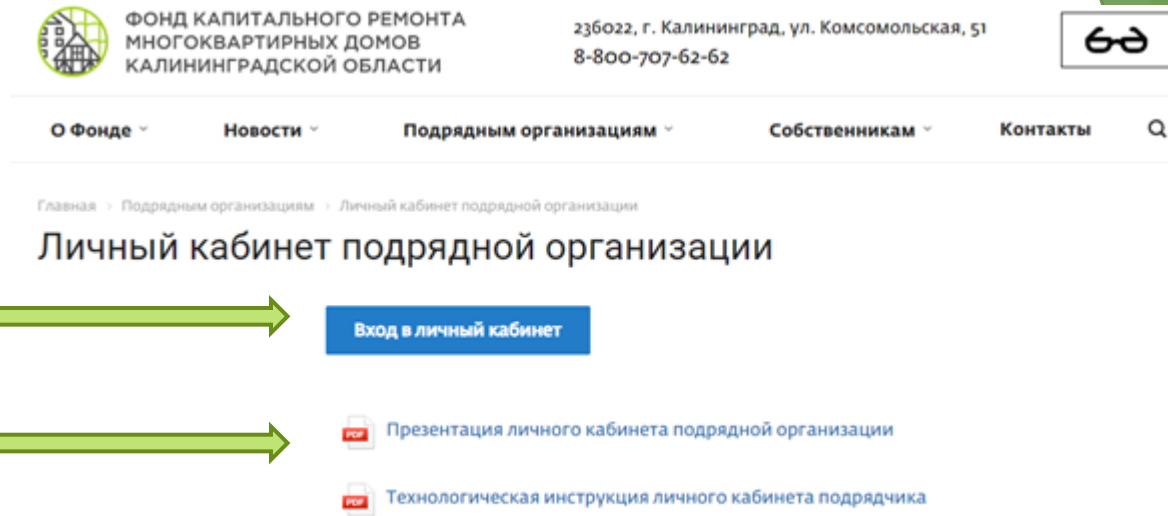 ФОНД КАПИТАЛЬНОГО РЕМОНТА
МНОГОКВАРТИРНЫХ ДОМОВ
КАЛИНИНГРАДСКОЙ ОБЛАСТИ
236022, г. Калининград, ул. Комсомольская, 51
8-800-707-62-62
О Фонде Новости Подрядным организациям Собственникам Контакты
Главная > Подрядным организациям > Личный кабинет подрядной организации
Личный кабинет подрядной организации
Вход в личный кабинет
PDF Презентация личного кабинета подрядной организации
PDF Технологическая инструкция личного кабинета подрядчика